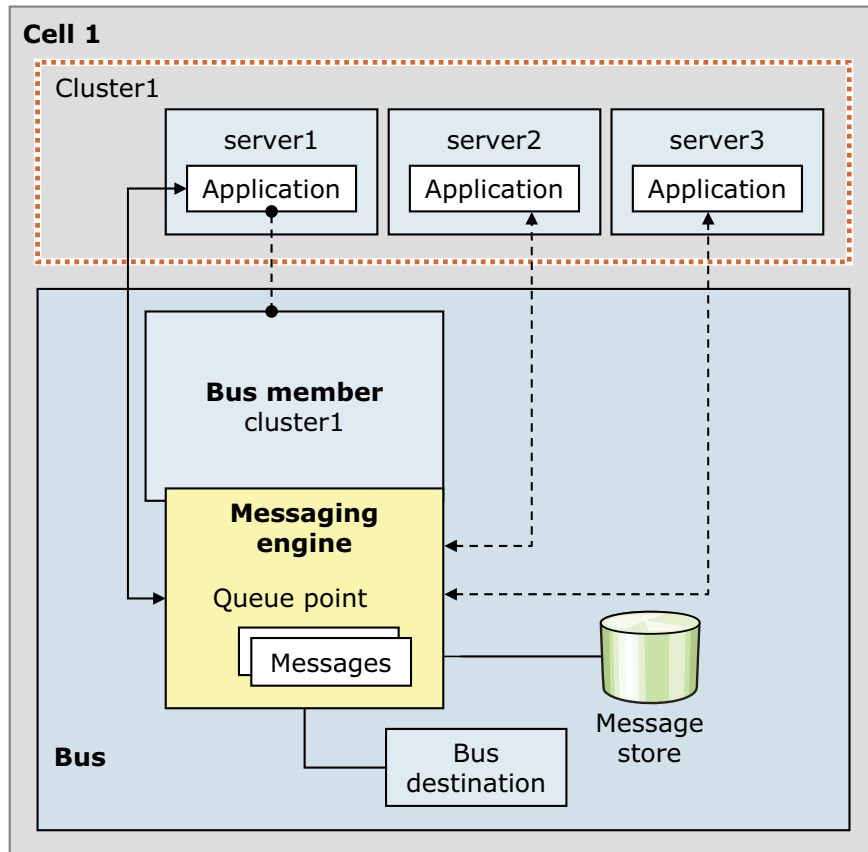 Cell 1
Cluster1
server1
Application
server2
Application
server3
Application
Bus member
cluster1
Messaging
engine
Queue point
Messages
Message
store
Bus
destination
Bus